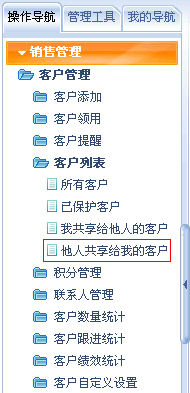 操作导航 管理工具 我的导航
销售管理
客户管理
客户添加
客户领用
客户提醒
客户列表
所有客户
已保护客户
我共享给他人的客户
他人共享给我的客户
积分管理
联系人管理
客户数量统计
客户跟进统计
客户绩效统计
客户自定义设置